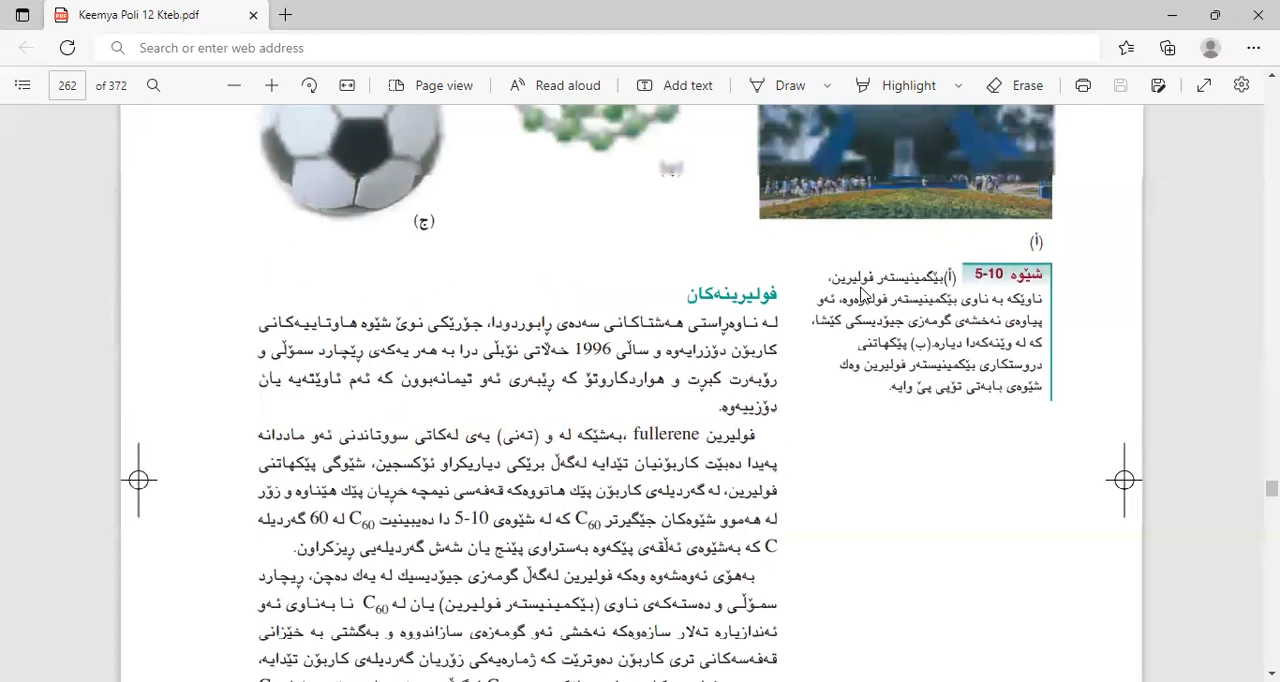 Keemya Poli 12 Kteb.pdf
Search or enter web address
262 of 372
Page view
Read aloud
Add text
Draw
Highlight
Erase
(ب)
(ج)
(أ)
شێوه 10-5 (أ)بێگمینیستەر فولیرین،
ناوێکە بە ناوی بێکمینیستەر فولەرەوە، ئەو
پیاوەی نەخشەی گومەزی جیۆدیسکی کێشا،
کە لە وێنەکەدا دیارە.(ب) پێکهاتنی
دروستکاری بێکمینیستەر فولیرین وەك
شێوەی بابەتی تۆپی پێ وایە.
فولیرینەکان
لە ناوەڕاستی هەشتاکانی سەدەی ڕابوردودا، جۆرێکی نوێ شێوە هاوتاییەکانی
کاربۆن دۆزرایەوە و ساڵی 1996 خەڵاتی نۆبڵی درا بە هەر یەکەی ڕێچارد سمۆڵی و
رۆبەرت کبرت و هواردکاروتۆ کە رێبەری ئەو تیمانەبوون کە ئەم ئاوێتەیە یان
دۆزییەوە.
فولیرین fullerene ،بەشێکە لە و (تەنی) یەی لەکاتی سووتاندنی ئەو ماددانە
پەیدا دەبێت کاربۆنیان تێدایە لەگەڵ بڕێکی دیاریکراو ئۆکسجین، شێوگی پێکهاتنی
فولیرین، لە گەردیلەی کاربۆن پێك هاتووەکە قەفەسی نیمچە خڕیان پێك هێناوە و زۆر
لە هەموو شێوەکان جێگیرتر C60 کە لە شێوەی 10-5 دا دەیبینیت C60 لە 60 گەردیلە
C کە بەشێوەی ئەڵقەی پێکەوە بەستراوی پێنج یان شەش گەردیلەیی ڕیزکراون.
بەهۆی ئەوەشەوە وەکە فولیرین لەگەڵ گومەزی جیۆدیسیك لە یەك دەچن، ڕیچارد
سمۆڵی و دەستەکەی ناوی (بێکمینیستەر فولیرین) یان لە C60 نا بەناوی ئەو
ئەندازیارە تەلار سازەوەکە نەخشی ئەو گومەزەی سازاندووە و بەگشتی بە خێزانی
قەفەسەکانی تری کاربۆن دەوترێت کە ژمارەیەکی زۆریان گەردیلەی کاربۆن تێدایە،